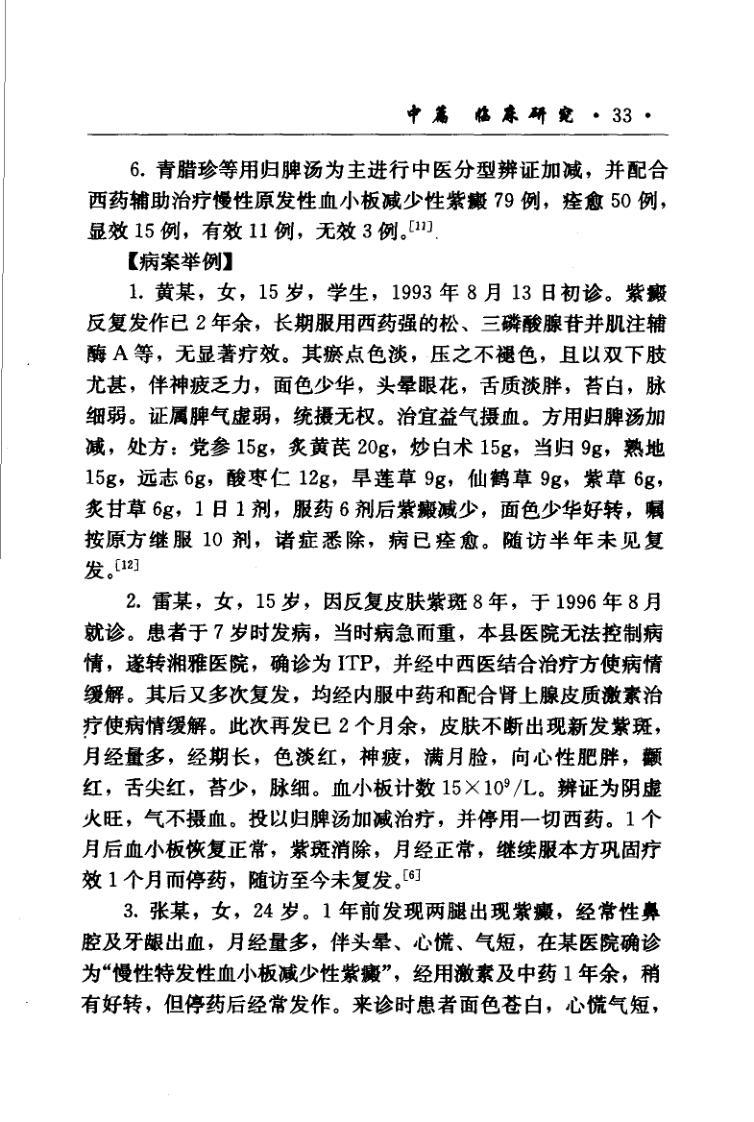 中篇 临床研究 · 33 ·
6. 青腊珍等用归脾汤为主进行中医分型辨证加减，并配合
西药辅助治疗慢性原发性血小板减少性紫癜 79 例，痊愈 50 例，
显效 15 例，有效 11 例，无效 3 例。[11]
【病案举例】
1. 黄某，女，15 岁，学生，1993 年 8 月 13 日初诊。紫癜
反复发作已 2 年余，长期服用西药强的松、三磷酸腺苷并肌注辅
酶 A 等，无显著疗效。其瘀点色淡，压之不褪色，且以双下肢
尤甚，伴神疲乏力，面色少华，头晕眼花，舌质淡胖，苔白，脉
细弱。证属脾气虚弱，统摄无权。治宜益气摄血。方用归脾汤加
减，处方：党参 15g，炙黄芪 20g，炒白术 15g，当归 9g，熟地
15g，远志 6g，酸枣仁 12g，旱莲草 9g，仙鹤草 9g，紫草 6g，
炙甘草 6g，1 日 1 剂，服药 6 剂后紫癜减少，面色少华好转，嘱
按原方继服 10 剂，诸症悉除，病已痊愈。随访半年未见复
发。[12]
2. 雷某，女，15 岁，因反复皮肤紫斑 8 年，于 1996 年 8 月
就诊。患者于 7 岁时发病，当时病急而重，本县医院无法控制病
情，遂转湘雅医院，确诊为 ITP，并经中西医结合治疗方使病情
缓解。其后又多次复发，均经内服中药和配合肾上腺皮质激素治
疗使病情缓解。此次再发已 2 个月余，皮肤不断出现新发紫斑，
月经量多，经期长，色淡红，神疲，满月脸，向心性肥胖，颧
红，舌尖红，苔少，脉细。血小板计数 15×10⁹/L。辨证为阴虚
火旺，气不摄血。投以归脾汤加减治疗，并停用一切西药。1 个
月后血小板恢复正常，紫斑消除，月经正常，继续服本方巩固疗
效 1 个月而停药，随访至今未复发。[6]
3. 张某，女，24 岁。1 年前发现两腿出现紫癜，经常性鼻
腔及牙龈出血，月经量多，伴头晕、心慌、气短，在某医院确诊
为“慢性特发性血小板减少性紫癜”，经用激素及中药 1 年余，稍
有好转，但停药后经常发作。来诊时患者面色苍白，心慌气短，